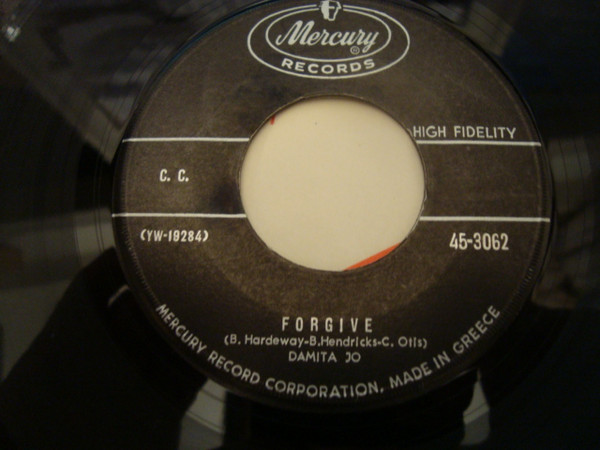 Mercury
®
RECORDS
HIGH FIDELITY
C. C.
(YW-19284)
45-3062
FORGIVE
(B. Hardeway-B.Hendricks-C. Otis)
DAMITA JO
MERCURY RECORD CORPORATION, MADE IN GREECE